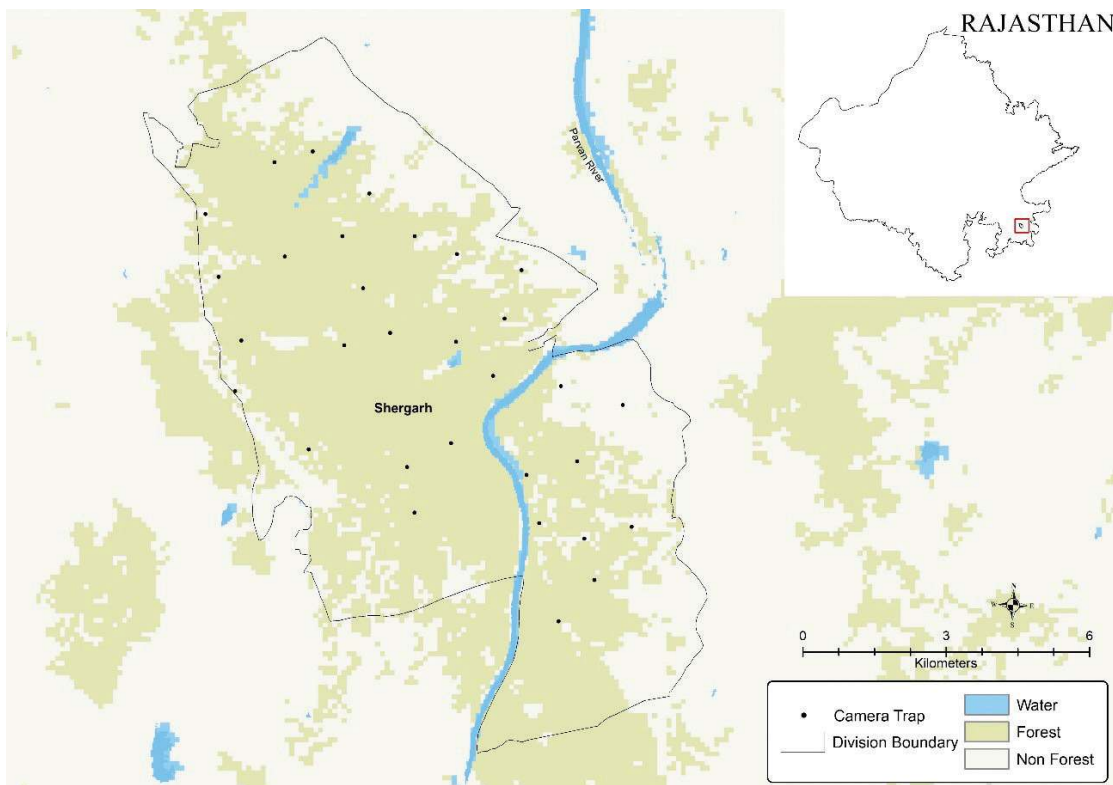 RAJASTHAN
Parvan River
Shergarh
N
W E
S
0 3 6
Kilometers
Camera Trap
Division Boundary
Water
Forest
Non Forest